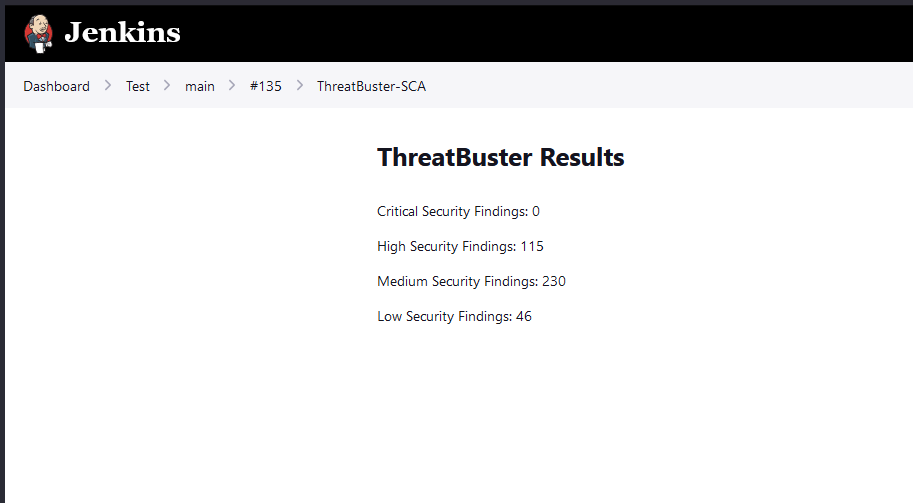 Jenkins
Dashboard > Test > main > #135 > ThreatBuster-SCA
ThreatBuster Results
Critical Security Findings: 0
High Security Findings: 115
Medium Security Findings: 230
Low Security Findings: 46